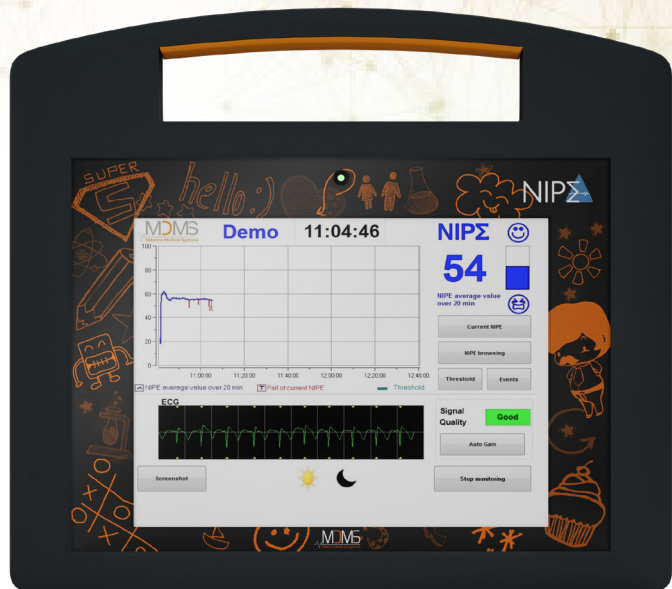 SUPER
S
hello :)
NIPΣ
MDMS
Mdoloris Medical Systems
Demo
11:04:46
NIPΣ
100
80
60
40
20
0
54
NIPE average value
over 20 min
Current NIPE
NIPE browsing
Threshold
Events
11:00:00
11:20:00
11:40:00
12:00:00
12:20:00
12:40:00
NIPE average value over 20 min
Fall of current NIPE
Threshold
ECG
Signal
Quality
Good
Auto Gain
Screenshot
Stop monitoring
MDMS